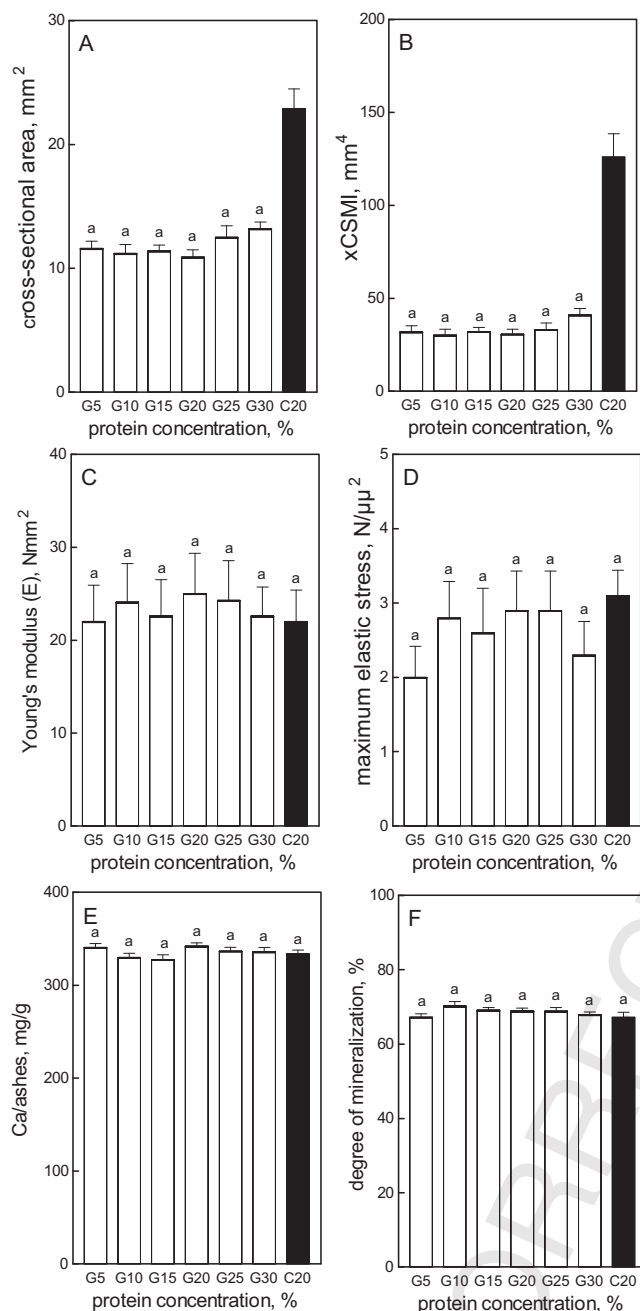 A
cross-sectional area, mm²
30
20
10
0
a a a a a a
G5 G10 G15 G20 G25 G30 C20
protein concentration, %
B
xCSMI, mm⁴
200
150
100
50
0
a a a a a a
G5 G10 G15 G20 G25 G30 C20
protein concentration, %
C
Young's modulus (E), Nmm²
40
30
20
10
0
a a a a a a a
G5 G10 G15 G20 G25 G30 C20
protein concentration, %
D
maximum elastic stress, N/µµ²
5
4
3
2
1
0
a a a a a a a
G5 G10 G15 G20 G25 G30 C20
protein concentration, %
E
Ca/ashes, mg/g
400
300
200
100
0
a a a a a a a
G5 G10 G15 G20 G25 G30 C20
protein concentration, %
F
degree of mineralization, %
100
80
60
40
20
0
a a a a a a a
G5 G10 G15 G20 G25 G30 C20
protein concentration, %